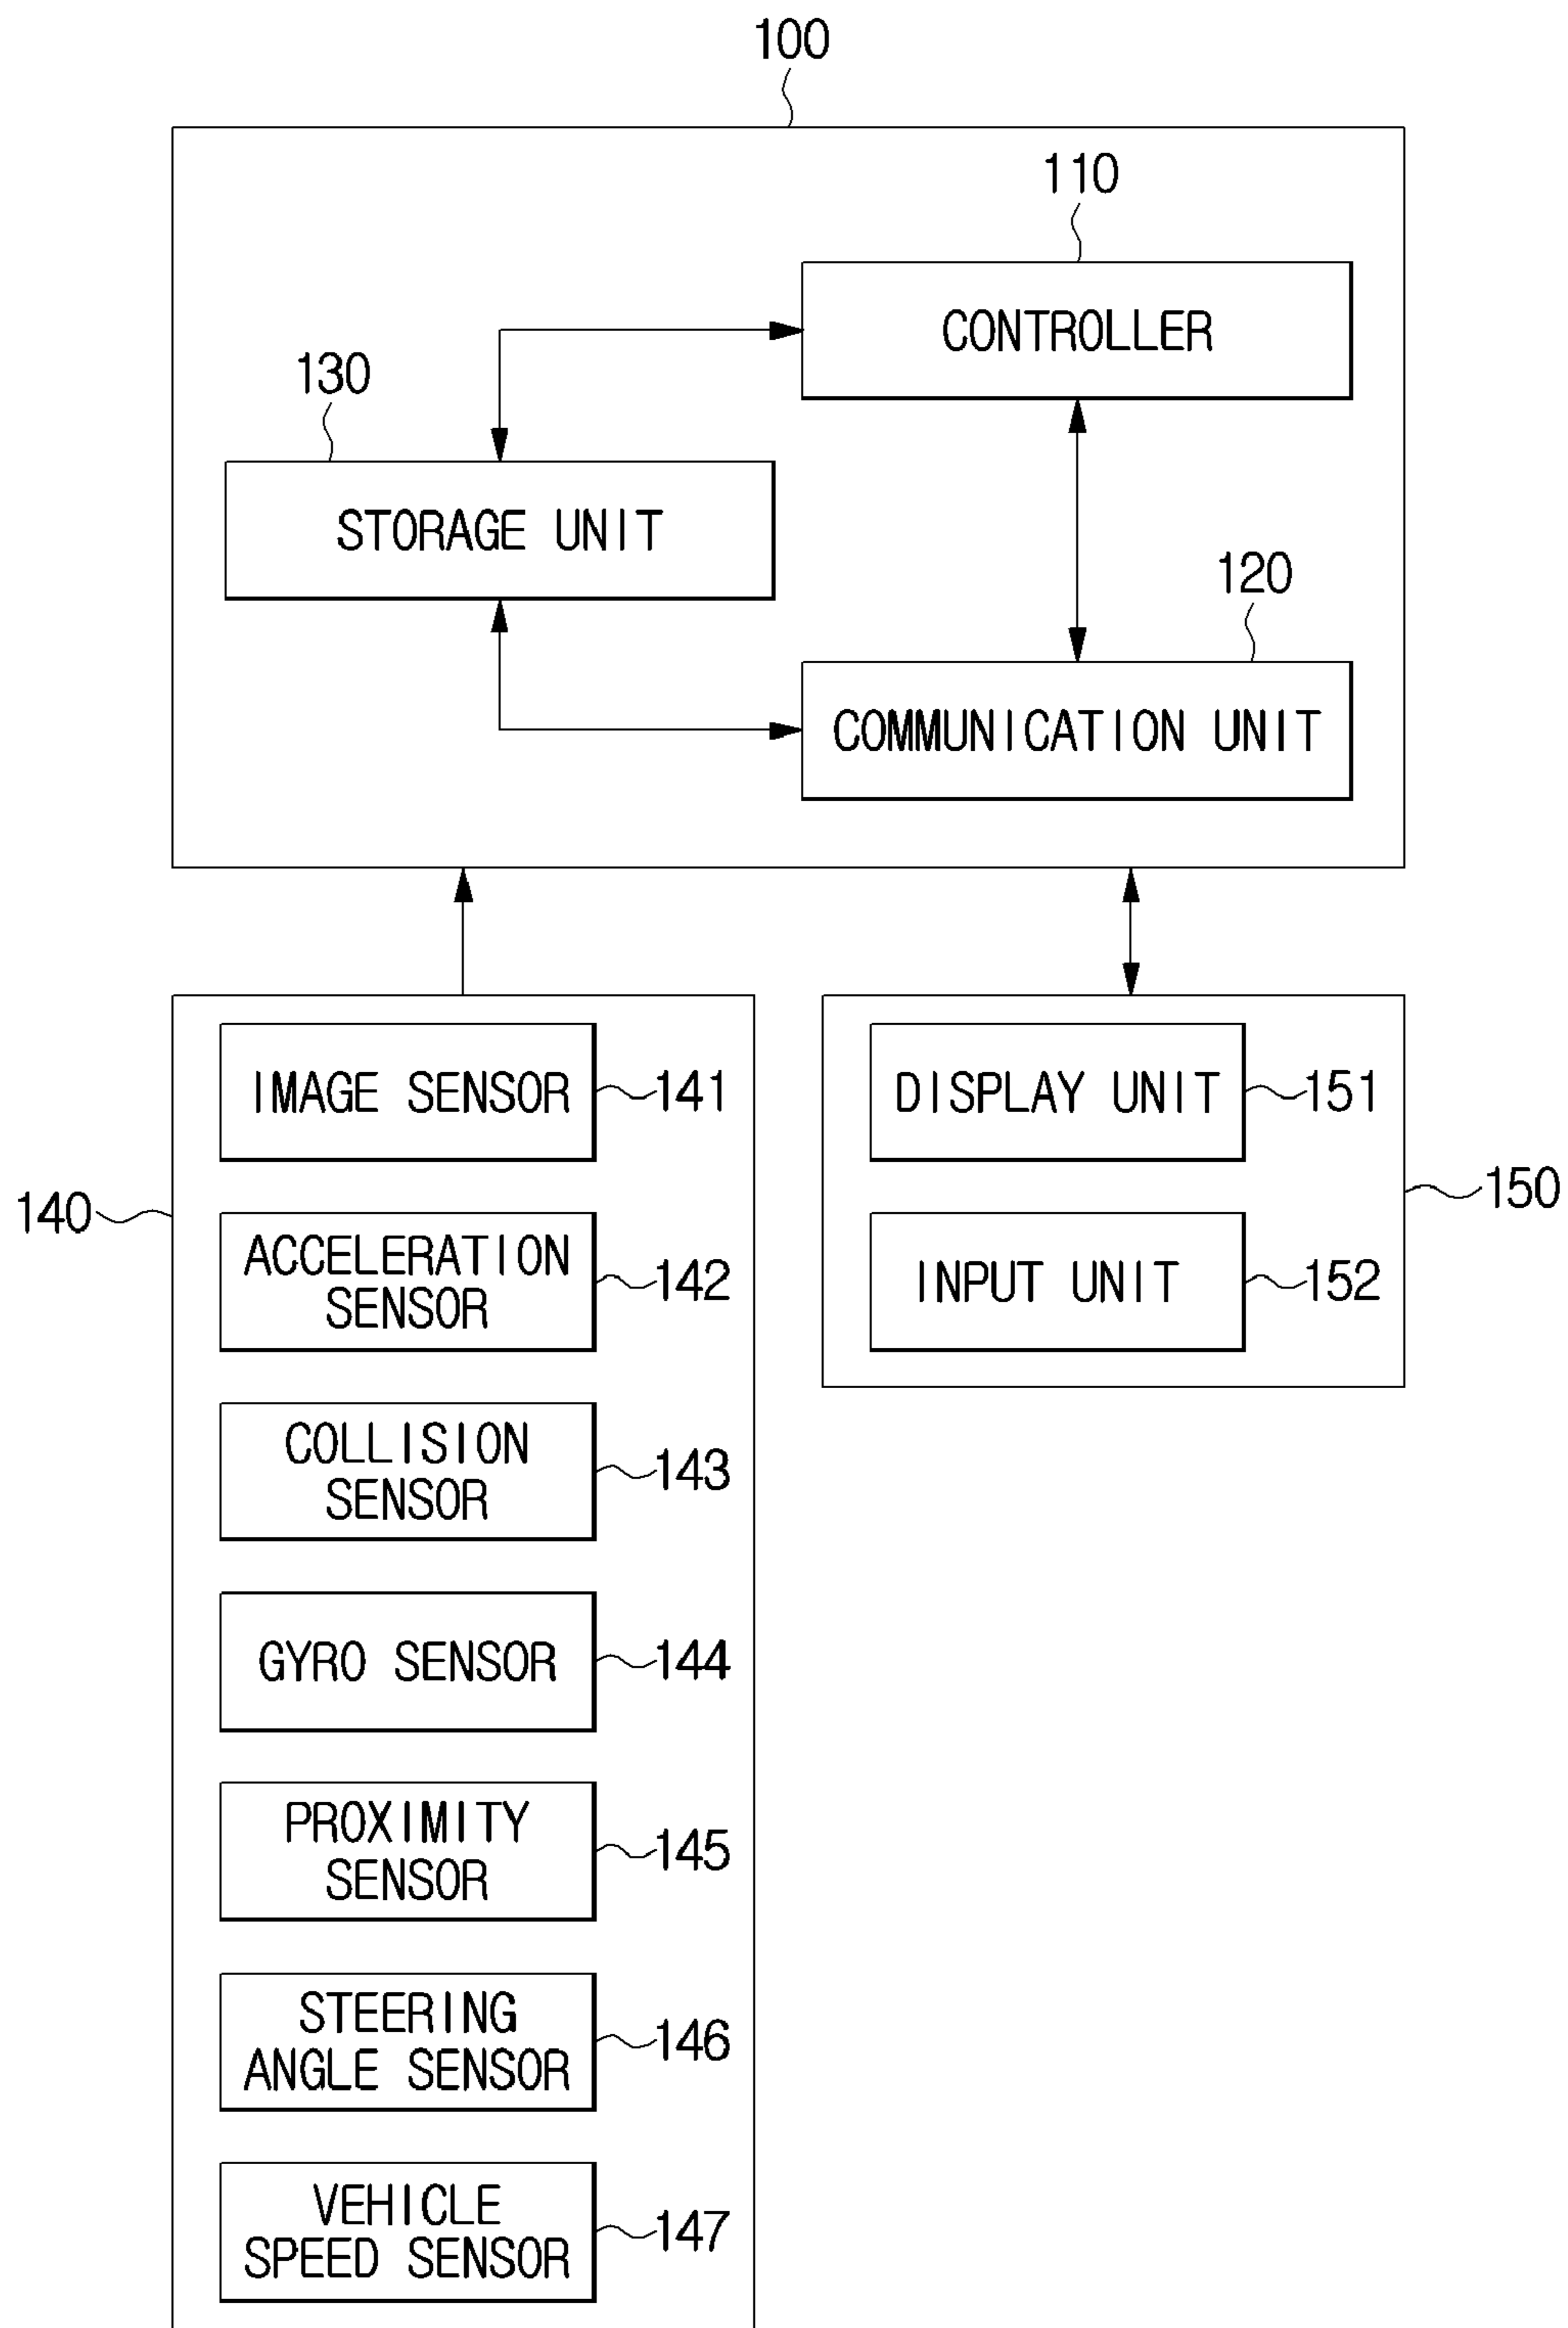 100
110
CONTROLLER
130
STORAGE UNIT
120
COMMUNICATION UNIT
140
IMAGE SENSOR
141
ACCELERATION
SENSOR
142
COLLISION
SENSOR
143
GYRO SENSOR
144
PROXIMITY
SENSOR
145
STEERING
ANGLE SENSOR
146
VEHICLE
SPEED SENSOR
147
DISPLAY UNIT
151
150
INPUT UNIT
152